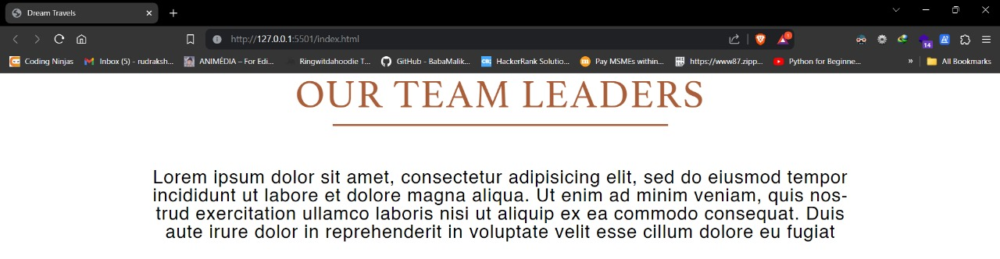 Dream Travels
http://127.0.0.1:5501/index.html
1
14
Coding Ninjas
Inbox (5) - rudraksh...
ANIMÉDIA – For Edi...
Ringwitdahoodie T...
GitHub - BabaMalik...
HackerRank Solutio...
Pay MSMEs within...
https://www87.zipp...
Python for Beginne...
»
All Bookmarks
OUR TEAM LEADERS
Lorem ipsum dolor sit amet, consectetur adipisicing elit, sed do eiusmod tempor
incididunt ut labore et dolore magna aliqua. Ut enim ad minim veniam, quis nos-
trud exercitation ullamco laboris nisi ut aliquip ex ea commodo consequat. Duis
aute irure dolor in reprehenderit in voluptate velit esse cillum dolore eu fugiat